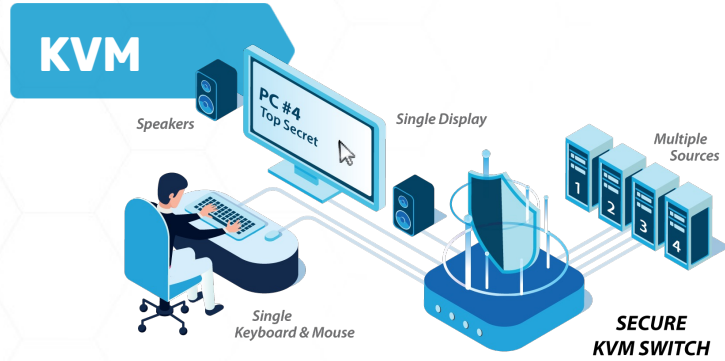 KVM
Speakers
PC #4
Top Secret
Single Display
Multiple
Sources
1
2
3
4
Single
Keyboard & Mouse
SECURE
KVM SWITCH